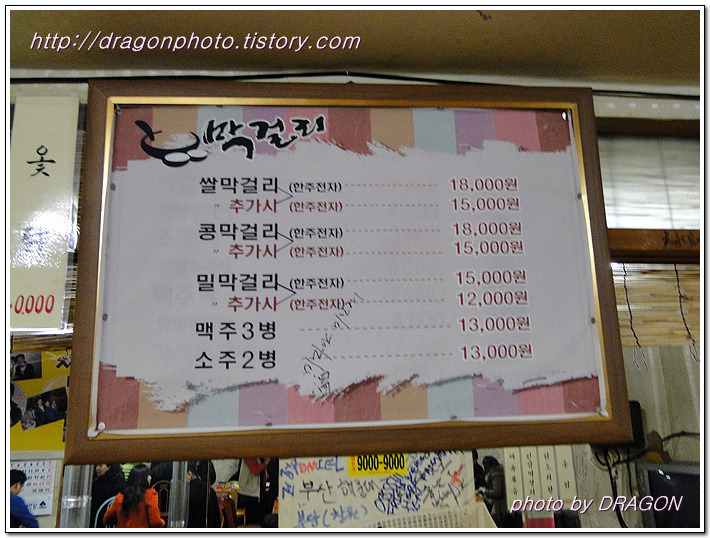 http://dragonphoto.tistory.com
막걸리
쌀막걸리 (한주전자) 18,000원
〃 추가시 (한주전자) 15,000원
콩막걸리 (한주전자) 18,000원
〃 추가시 (한주전자) 15,000원
밀막걸리 (한주전자) 15,000원
〃 추가시 (한주전자) 12,000원
맥주3병 13,000원
소주2병 13,000원
옻
0,000
9000-9000
부산
photo by DRAGON